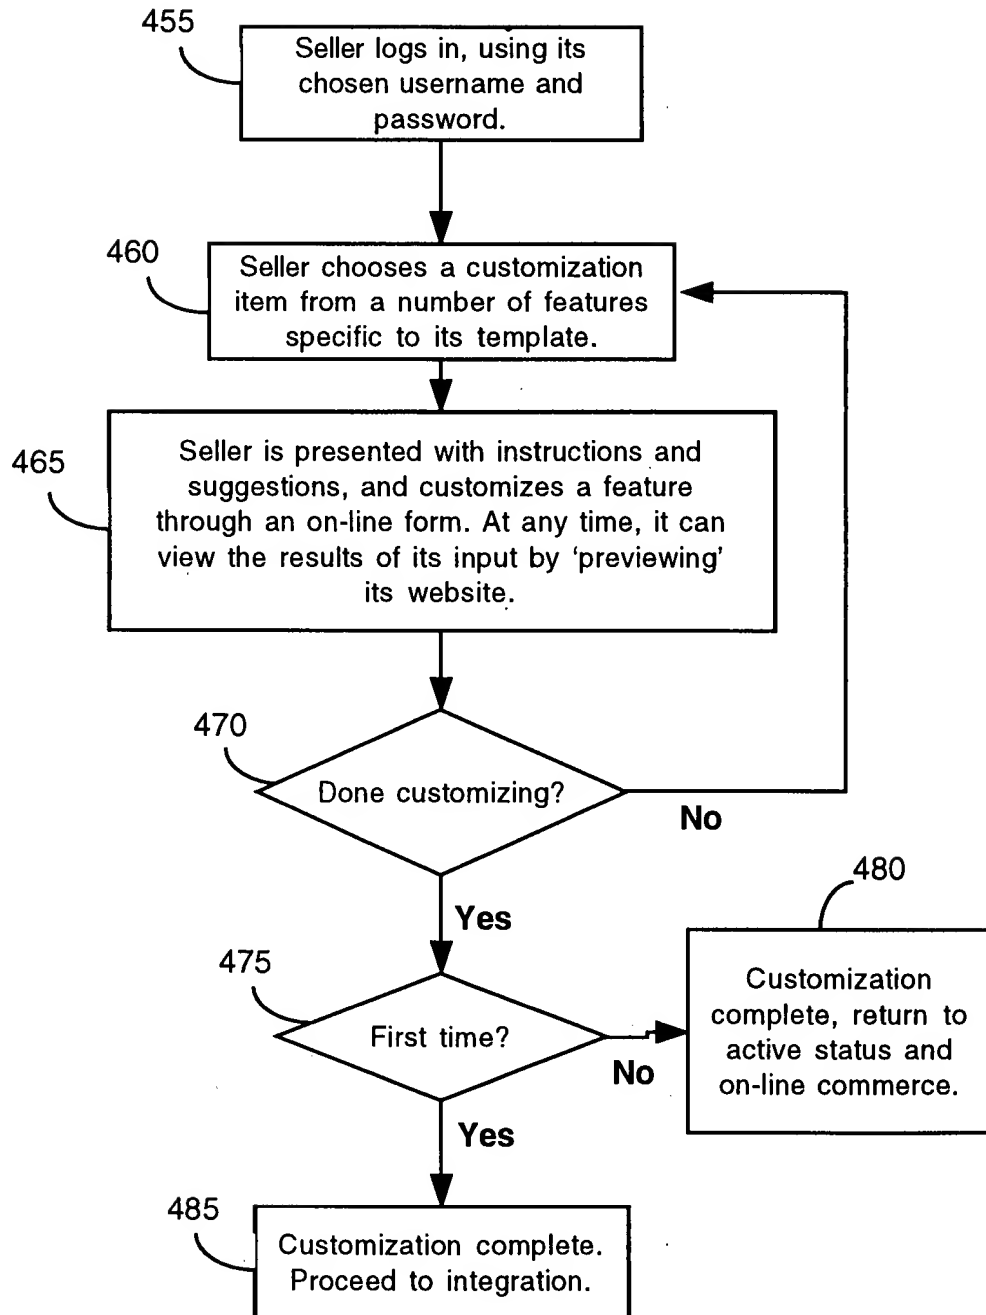 455
Seller logs in, using its
chosen username and
password.
460
Seller chooses a customization
item from a number of features
specific to its template.
465
Seller is presented with instructions and
suggestions, and customizes a feature
through an on-line form. At any time, it can
view the results of its input by ‘previewing’
its website.
470
Done customizing?
No
Yes
480
475
First time?
No
Customization
complete, return to
active status and
on-line commerce.
Yes
485
Customization complete.
Proceed to integration.